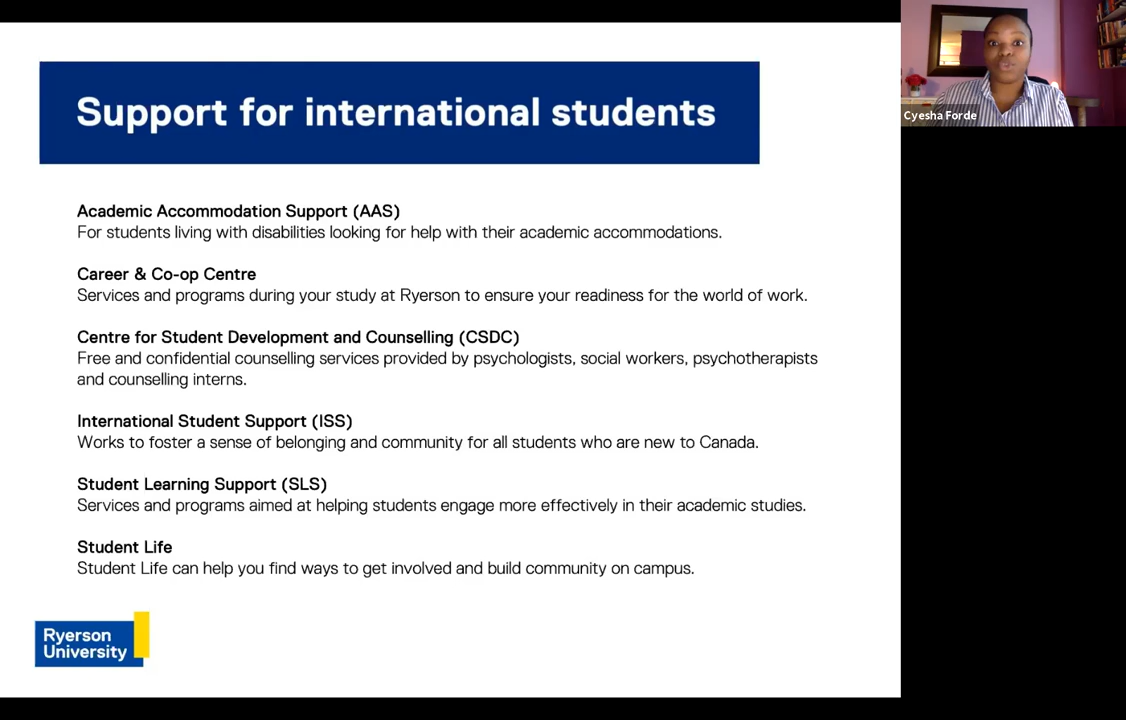 Support for international students
Academic Accommodation Support (AAS)
For students living with disabilities looking for help with their academic accommodations.
Career & Co-op Centre
Services and programs during your study at Ryerson to ensure your readiness for the world of work.
Centre for Student Development and Counselling (CSDC)
Free and confidential counselling services provided by psychologists, social workers, psychotherapists
and counselling interns.
International Student Support (ISS)
Works to foster a sense of belonging and community for all students who are new to Canada.
Student Learning Support (SLS)
Services and programs aimed at helping students engage more effectively in their academic studies.
Student Life
Student Life can help you find ways to get involved and build community on campus.
Ryerson
University
Cyesha Forde